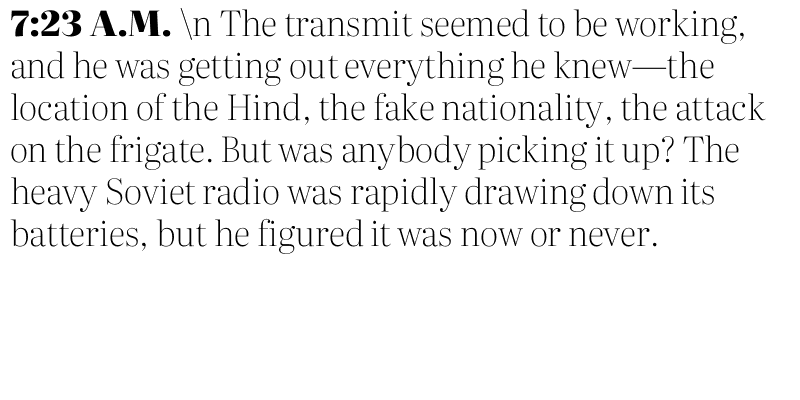 7:23 A.M. \n The transmit seemed to be working,
and he was getting out everything he knew—the
location of the Hind, the fake nationality, the attack
on the frigate. But was anybody picking it up? The
heavy Soviet radio was rapidly drawing down its
batteries, but he figured it was now or never.